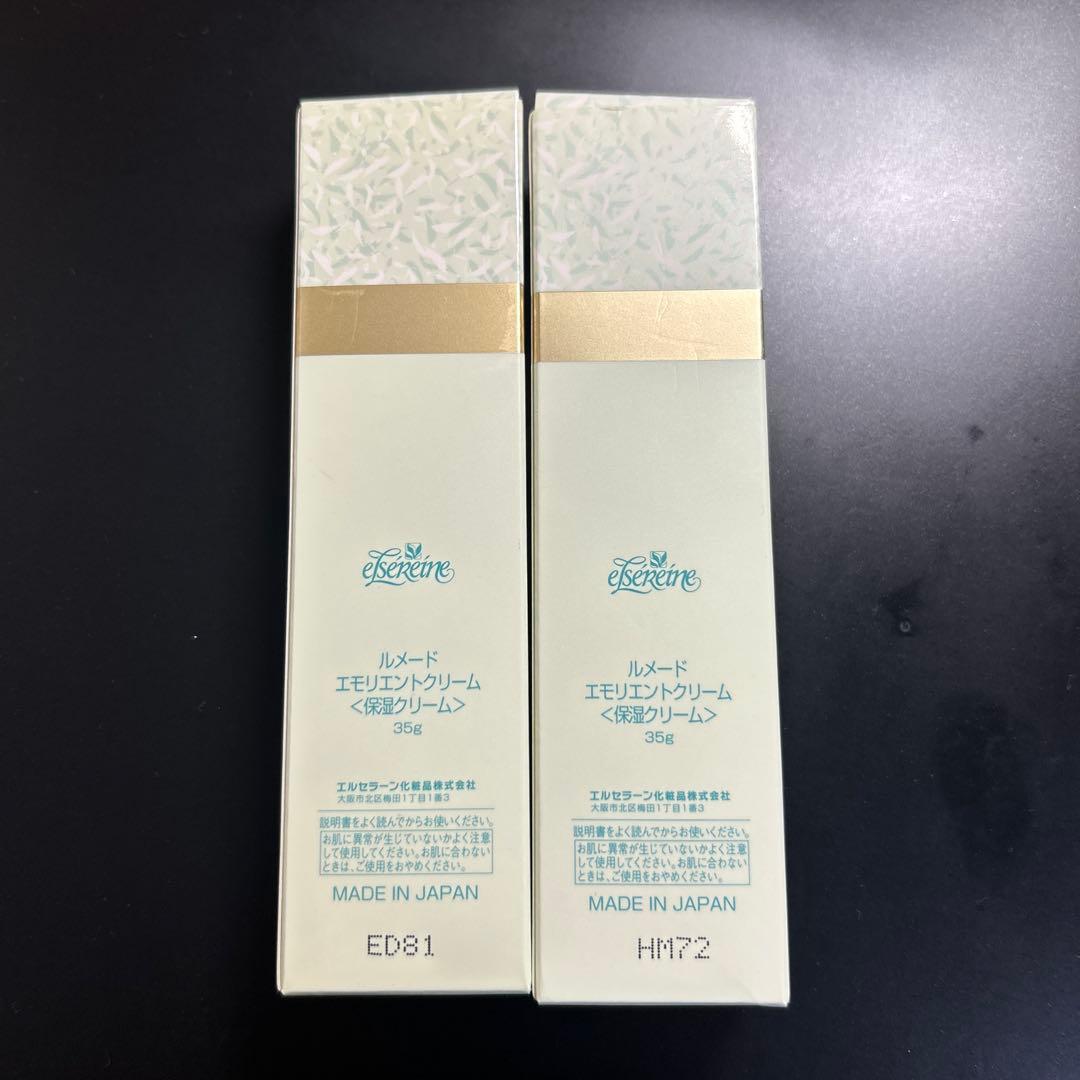 elséreine
ルメード
エモリエントクリーム
<保湿クリーム>
35g
エルセラーン化粧品株式会社
大阪市北区梅田1丁目1番3
説明書をよく読んでからお使いください。
お肌に異常が生じていないかよく注意
して使用してください。お肌に合わない
ときは、ご使用をおやめください。
MADE IN JAPAN
ED81
elséreine
ルメード
エモリエントクリーム
<保湿クリーム>
35g
エルセラーン化粧品株式会社
大阪市北区梅田1丁目1番3
説明書をよく読んでからお使いください。
お肌に異常が生じていないかよく注意
して使用してください。お肌に合わない
ときは、ご使用をおやめください。
MADE IN JAPAN
HM72